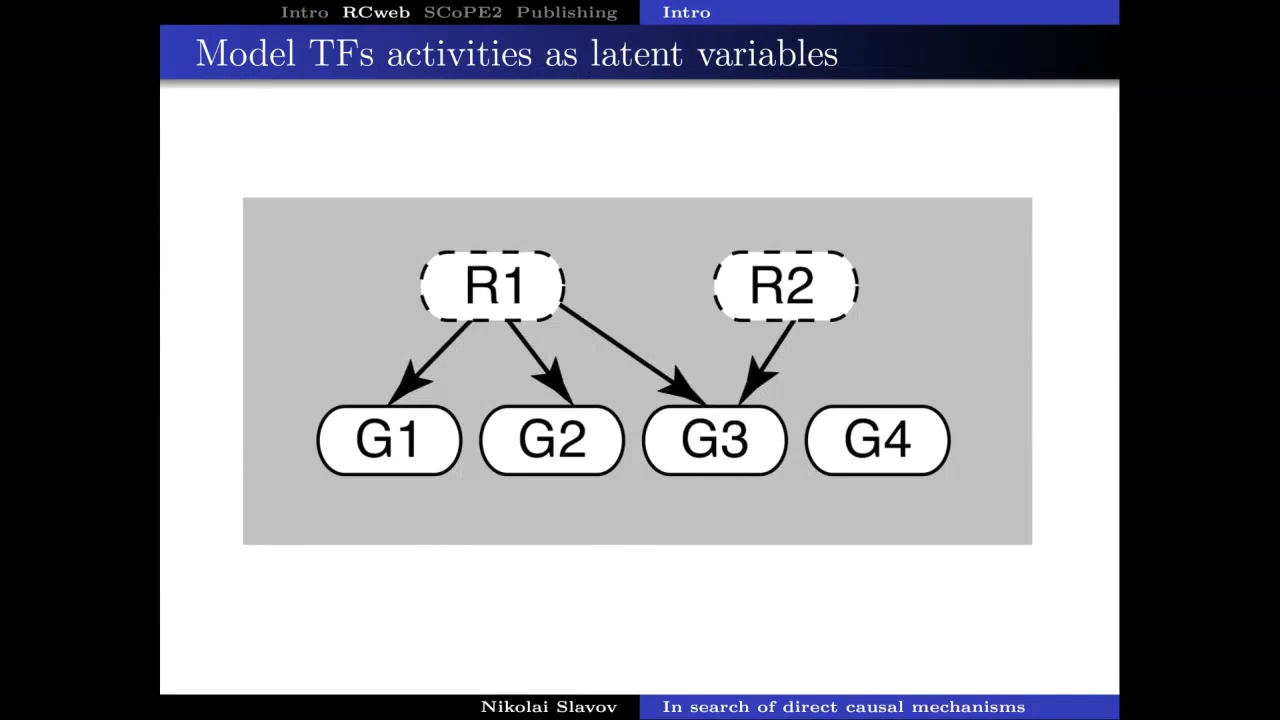 Intro RCweb SCoPE2 Publishing Intro
Model TFs activities as latent variables
R1 R2
G1 G2 G3 G4
Nikolai Slavov In search of direct causal mechanisms